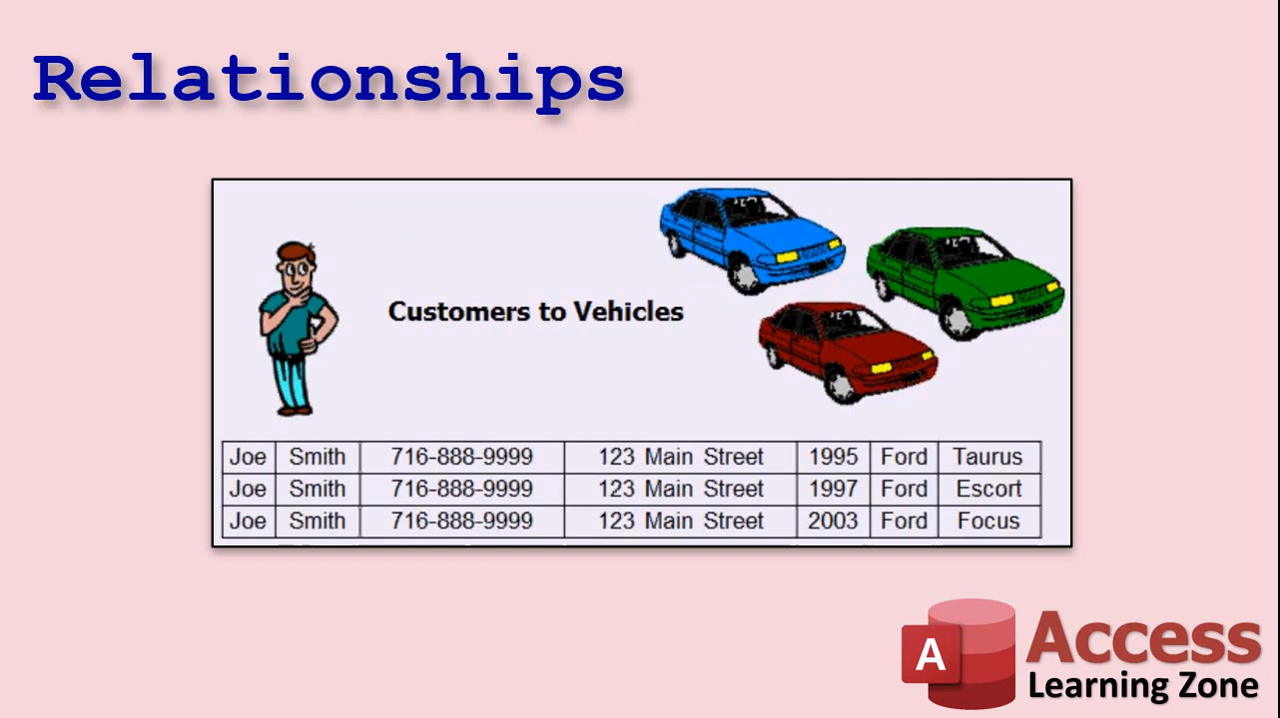 Relationships
Customers to Vehicles
Joe Smith 716-888-9999 123 Main Street 1995 Ford Taurus
Joe Smith 716-888-9999 123 Main Street 1997 Ford Escort
Joe Smith 716-888-9999 123 Main Street 2003 Ford Focus
A Access
Learning Zone